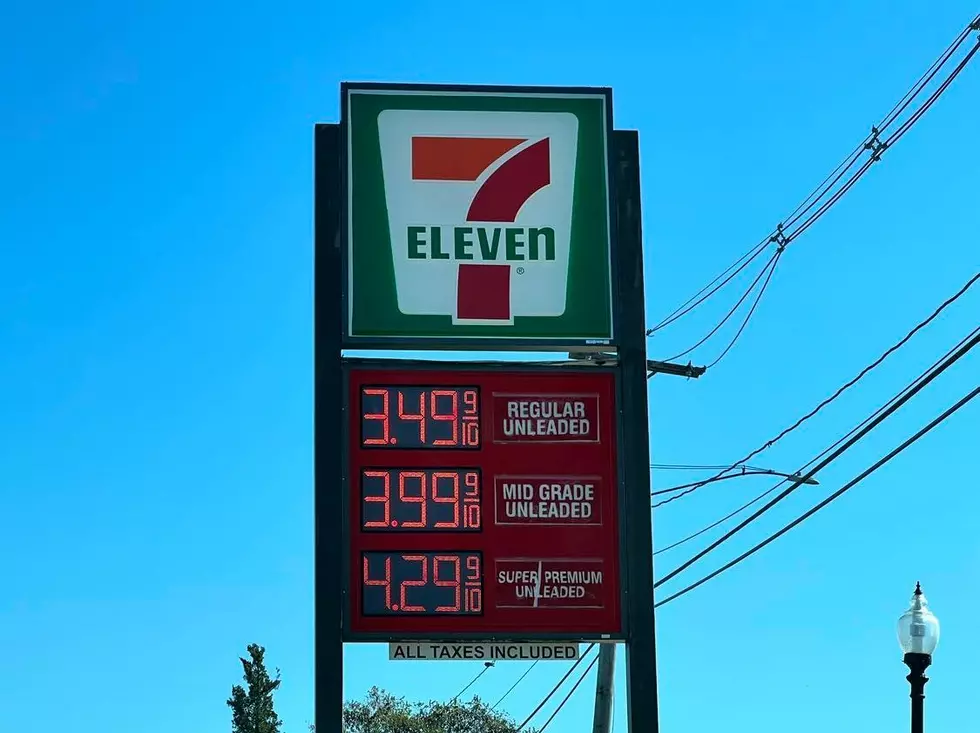 7
ELEVEn
®
3.49 9/10
REGULAR
UNLEADED
3.99 9/10
MID GRADE
UNLEADED
4.29 9/10
SUPER PREMIUM
UNLEADED
ALL TAXES INCLUDED